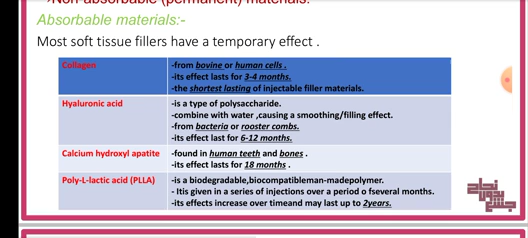 Non-absorbable (permanent) materials.
Absorbable materials:-
Most soft tissue fillers have a temporary effect .
Collagen
-from bovine or human cells .
-its effect lasts for 3-4 months.
-the shortest lasting of injectable filler materials.
Hyaluronic acid
-is a type of polysaccharide.
-combine with water ,causing a smoothing/filling effect.
-from bacteria or rooster combs.
-its effect last for 6-12 months.
Calcium hydroxyl apatite
-found in human teeth and bones .
-its effect lasts for 18 months .
Poly-L-lactic acid (PLLA)
-is a biodegradable,biocompatibleman-madepolymer.
- Itis given in a series of injections over a period o fseveral months.
-its effects increase over timeand may last up to 2years.